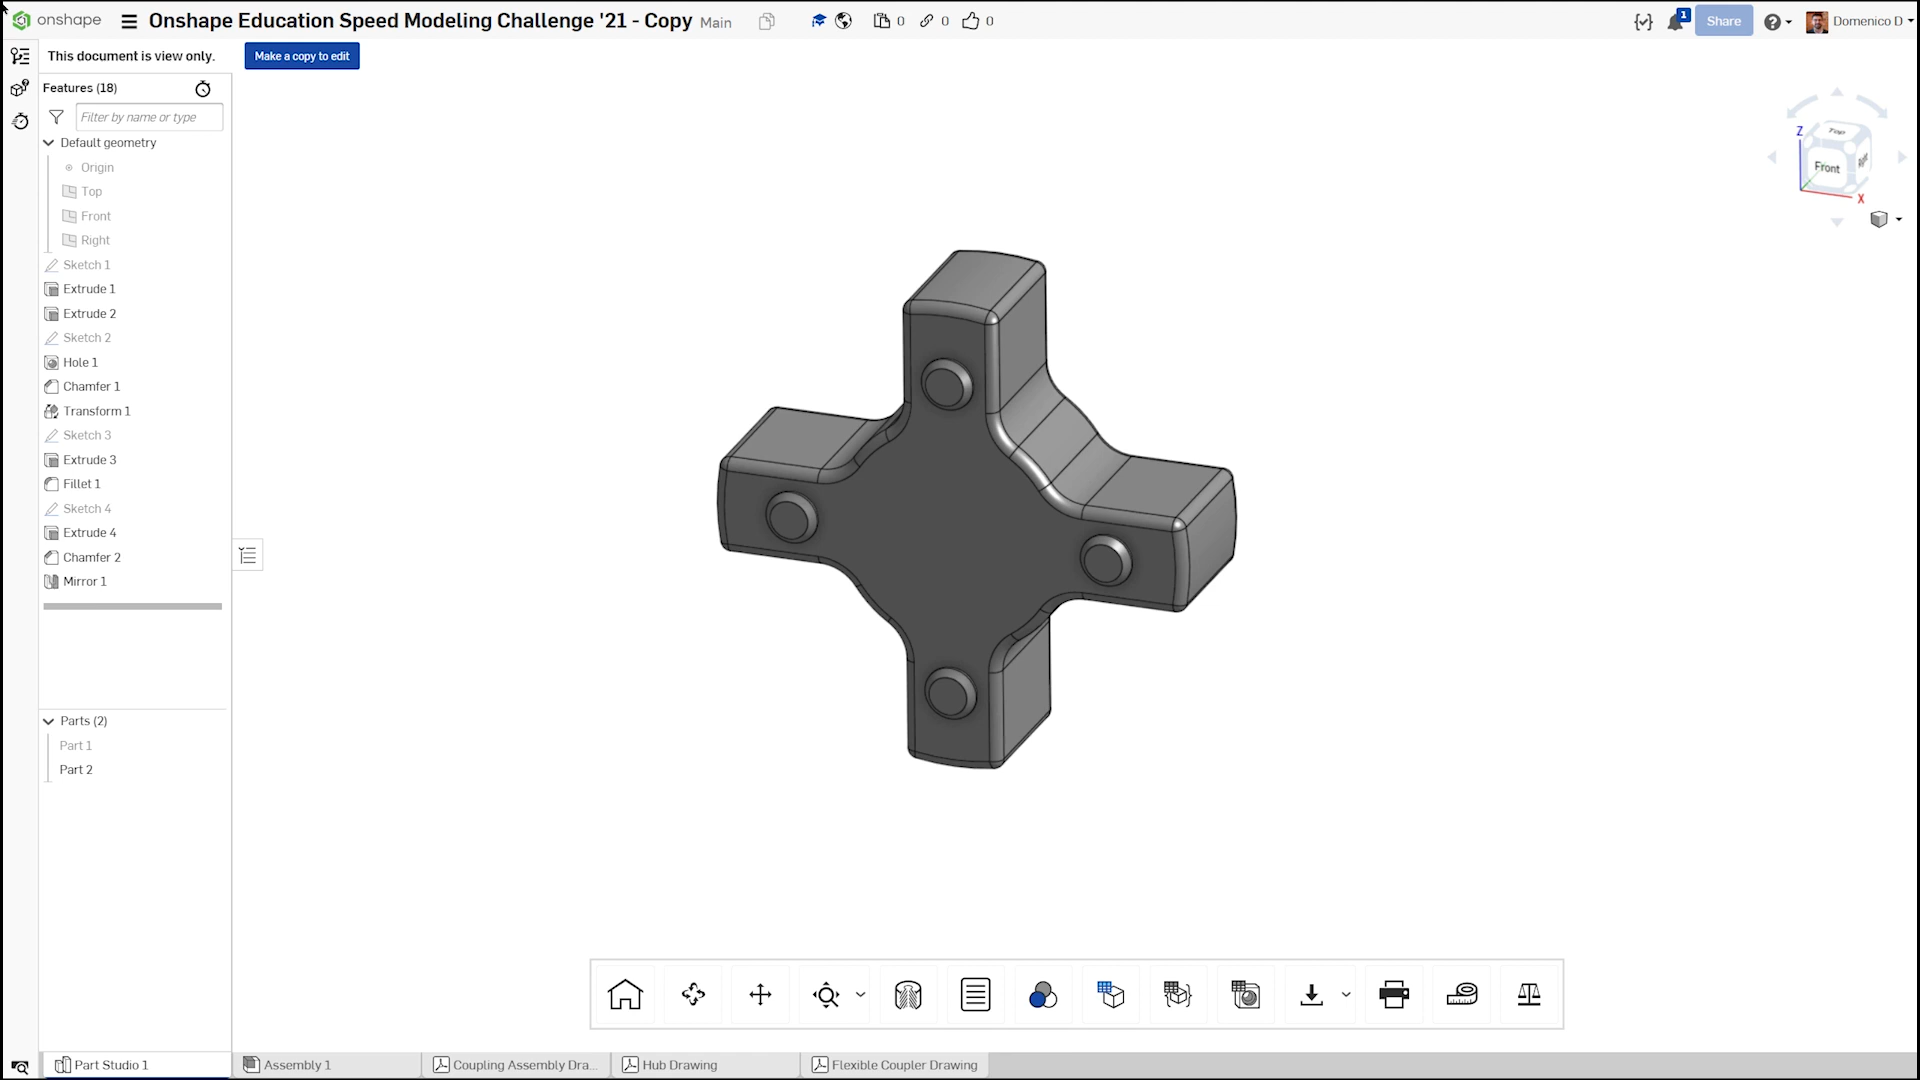 onshape Onshape Education Speed Modeling Challenge '21 - Copy Main 0 0 0 1 Share Domenico D
This document is view only. Make a copy to edit
Features (18)
Filter by name or type
Default geometry
Origin
Top
Front
Right
Sketch 1
Extrude 1
Extrude 2
Sketch 2
Hole 1
Chamfer 1
Transform 1
Sketch 3
Extrude 3
Fillet 1
Sketch 4
Extrude 4
Chamfer 2
Mirror 1
Parts (2)
Part 1
Part 2
Top
Z
Front Right
X
Part Studio 1 Assembly 1 Coupling Assembly Dra... Hub Drawing Flexible Coupler Drawing